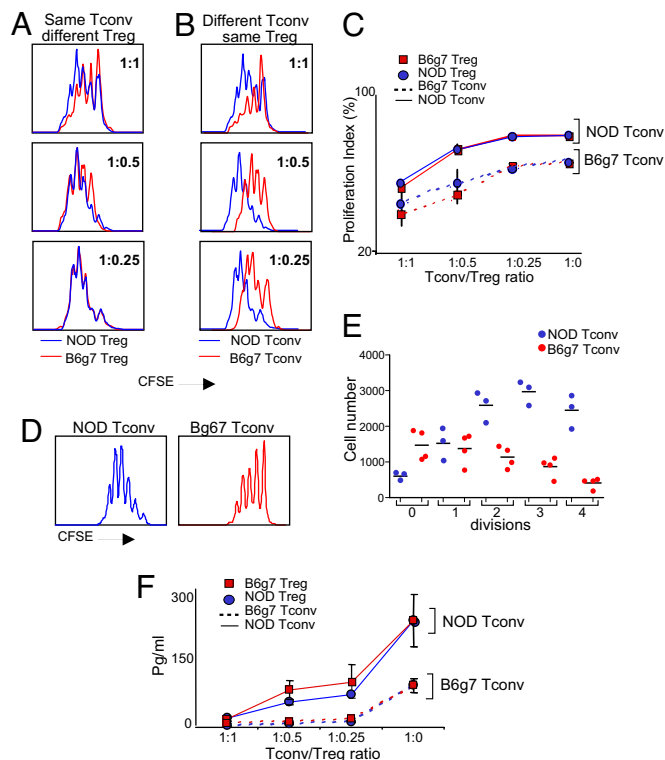 A
Same Tconv
different Treg
1:1
1:0.5
1:0.25
NOD Treg
B6g7 Treg
B
Different Tconv
same Treg
1:1
1:0.5
1:0.25
NOD Tconv
B6g7 Tconv
CFSE
C
B6g7 Treg
NOD Treg
B6g7 Tconv
NOD Tconv
100
20
Proliferation Index (%)
NOD Tconv
B6g7 Tconv
1:1 1:0.5 1:0.25 1:0
Tconv/Treg ratio
D
NOD Tconv
Bg67 Tconv
CFSE
E
NOD Tconv
B6g7 Tconv
4000
3000
2000
1000
0
Cell number
0 1 2 3 4
divisions
F
B6g7 Treg
NOD Treg
B6g7 Tconv
NOD Tconv
300
150
0
Pg/ml
NOD Tconv
B6g7 Tconv
1:1 1:0.5 1:0.25 1:0
Tconv/Treg ratio